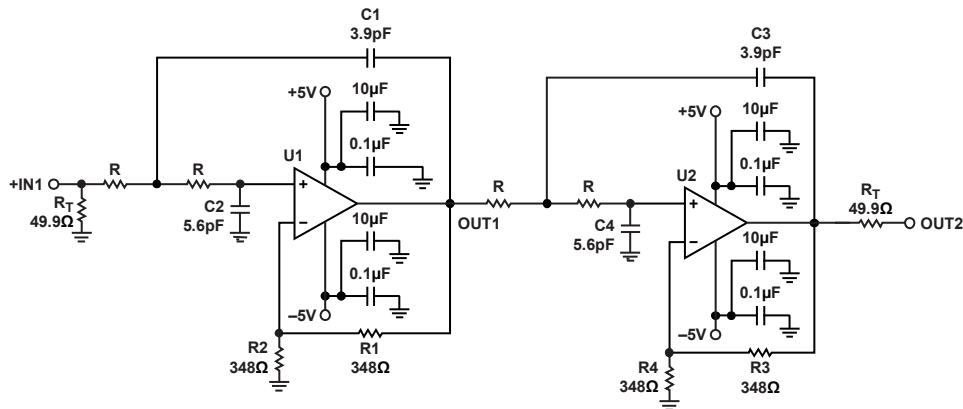 C1
3.9pF
+5V
10µF
0.1µF
U1
+IN1
R
R
RT
49.9Ω
C2
5.6pF
+
–
10µF
0.1µF
–5V
R2
348Ω
R1
348Ω
OUT1
C3
3.9pF
+5V
10µF
0.1µF
U2
R
R
C4
5.6pF
+
–
RT
49.9Ω
OUT2
10µF
0.1µF
–5V
R4
348Ω
R3
348Ω